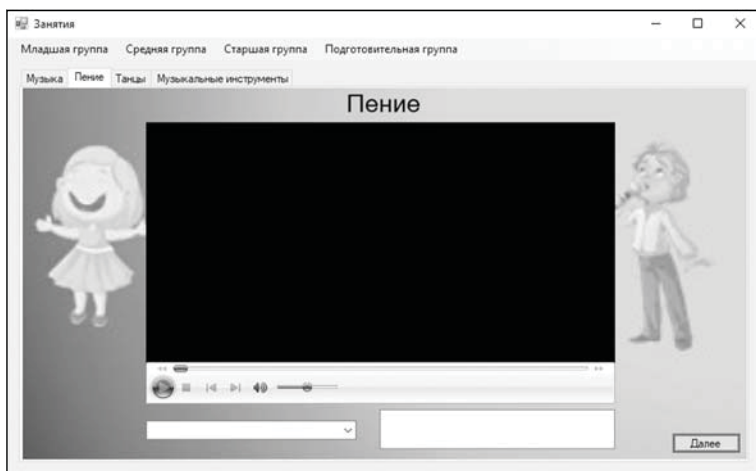 Занятия
Младшая группа Средняя группа Старшая группа Подготовительная группа
Музыка Пение Танцы Музыкальные инструменты
Пение
Далее